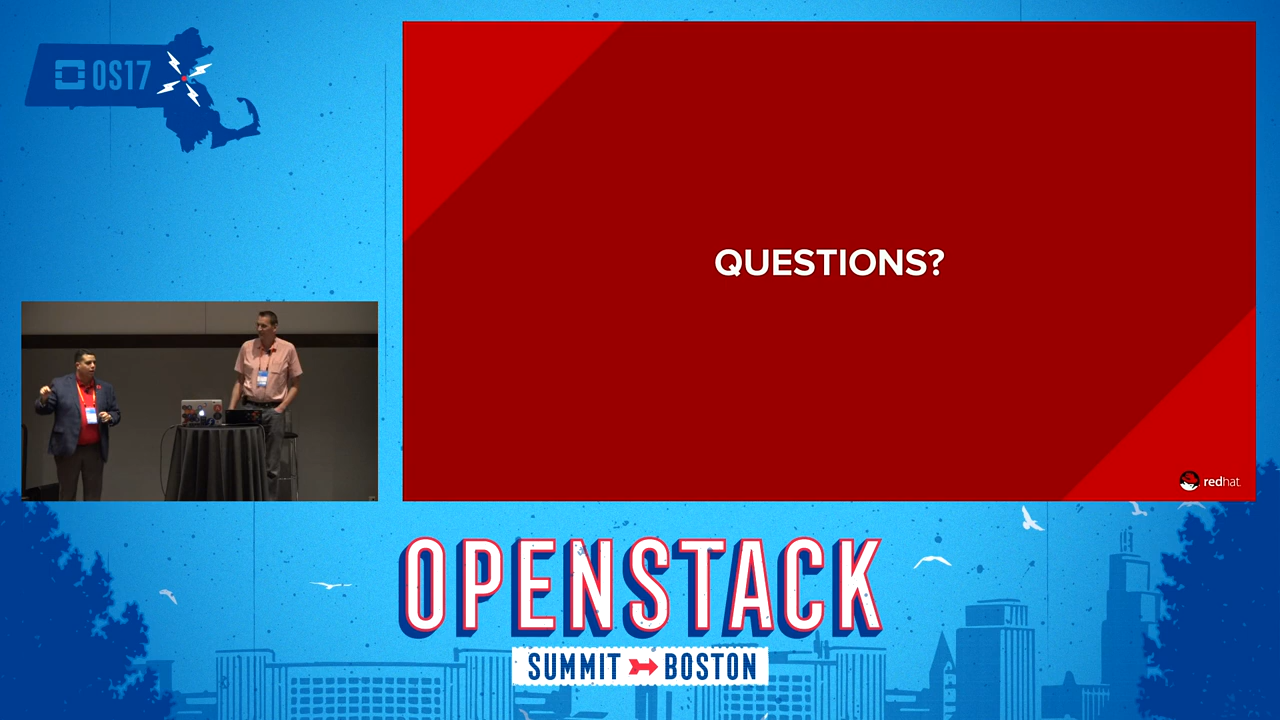 OS17
QUESTIONS?
redhat.
OPENSTACK
SUMMIT BOSTON